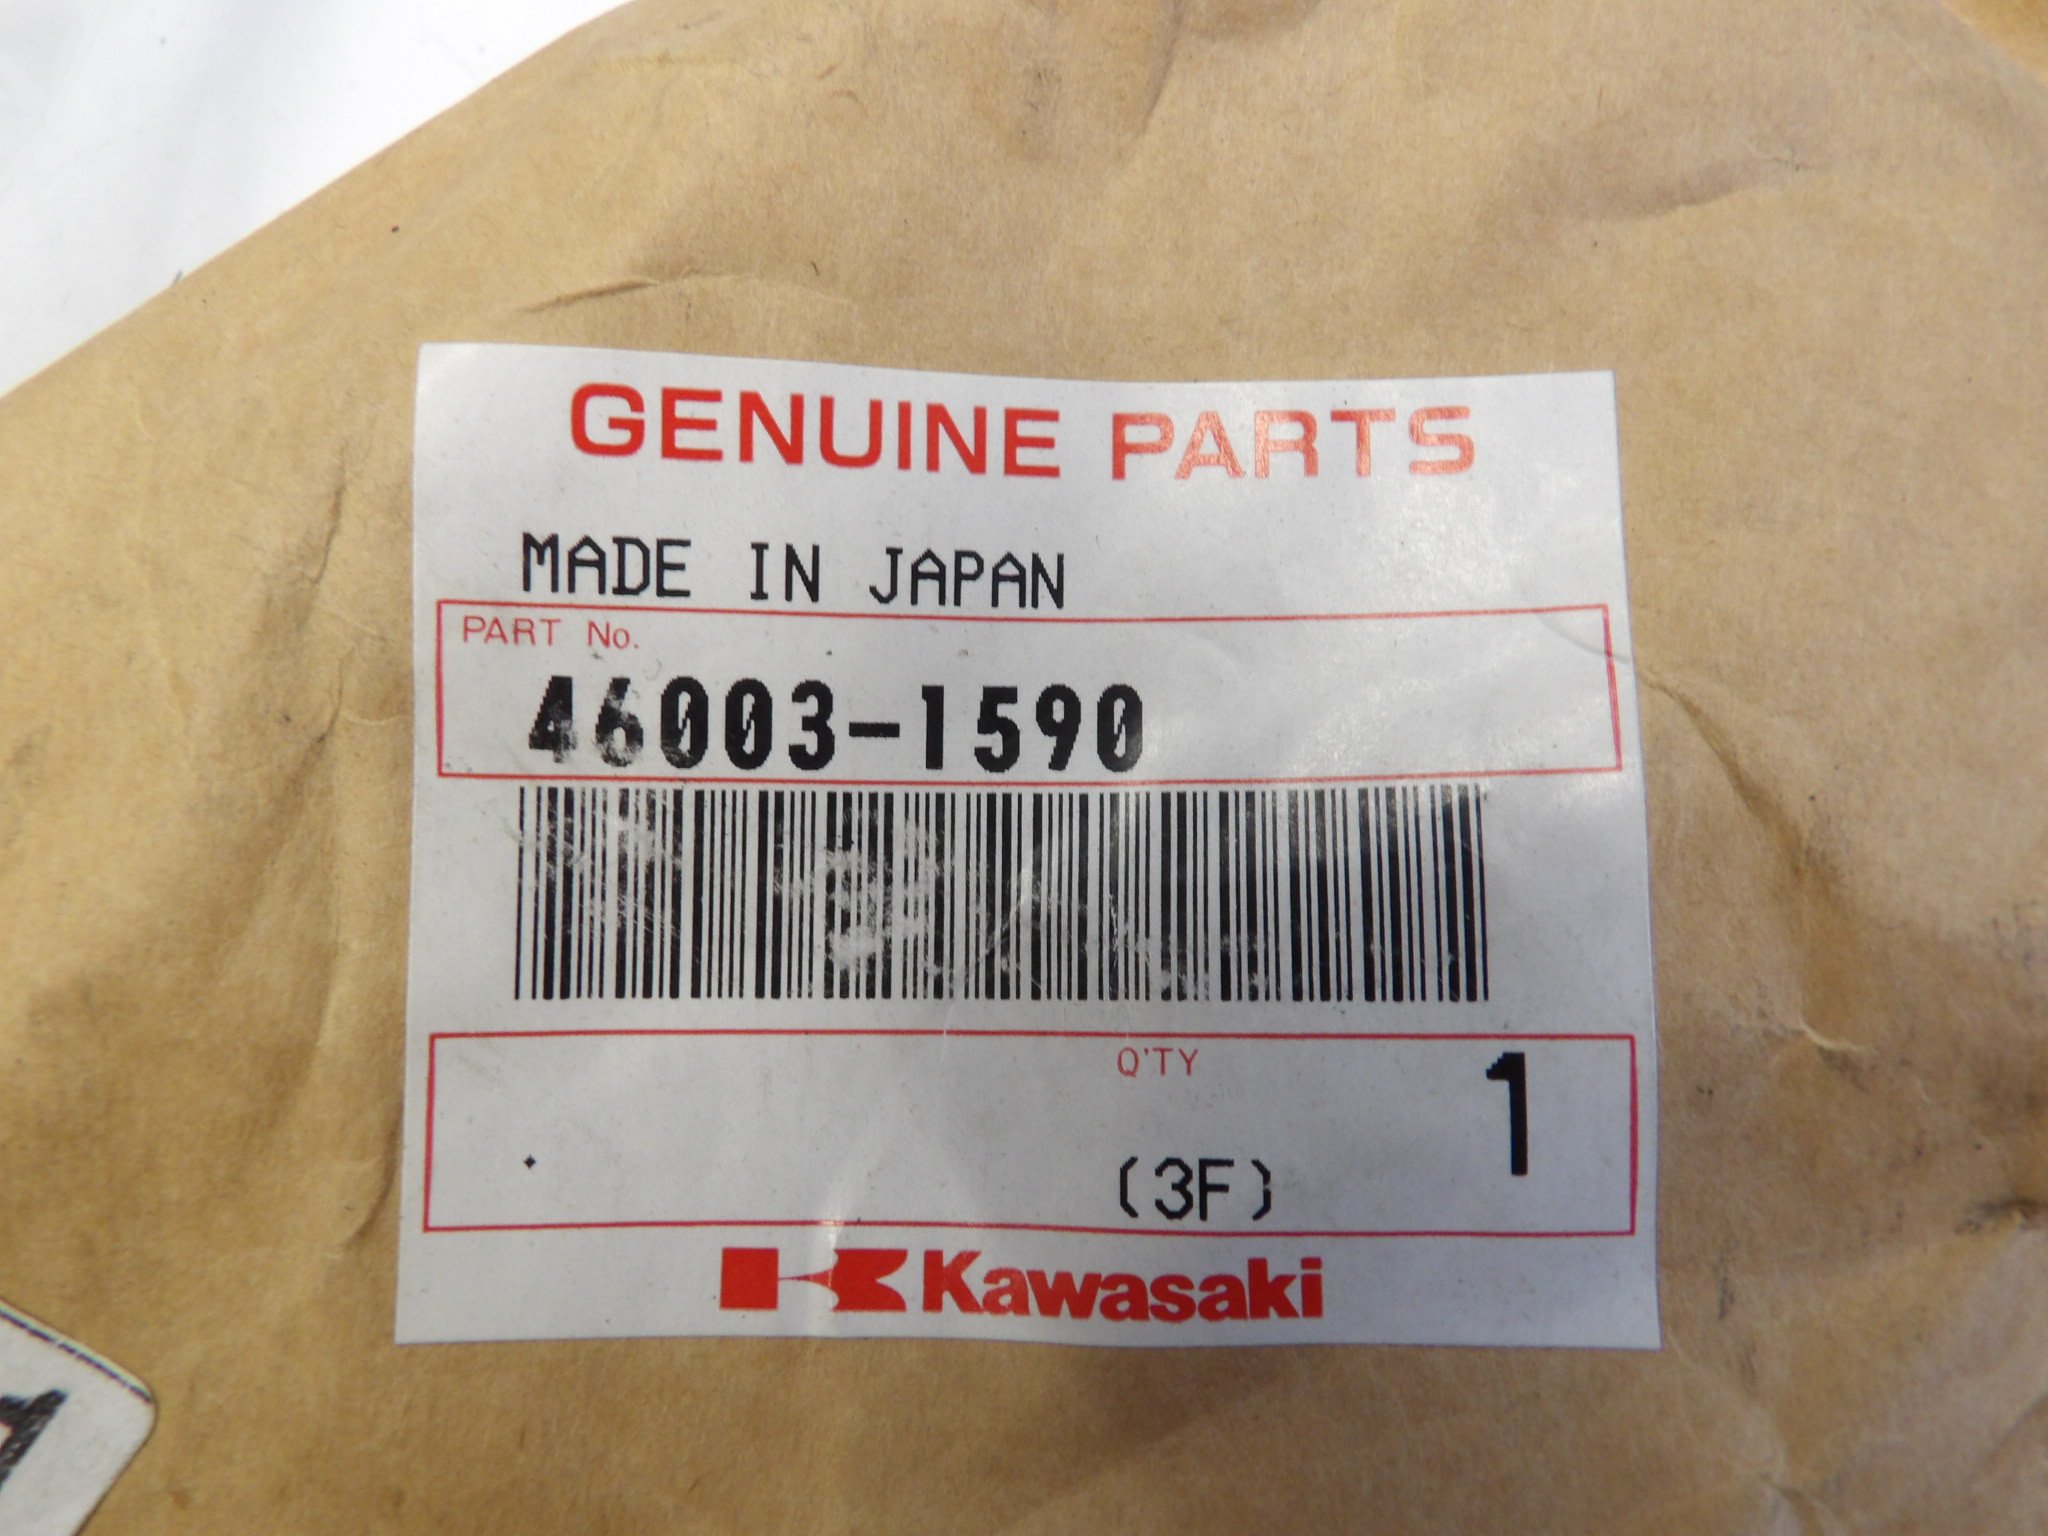 GENUINE PARTS
MADE IN JAPAN
PART No.
46003-1590
Q'TY
1
(3F)
Kawasaki